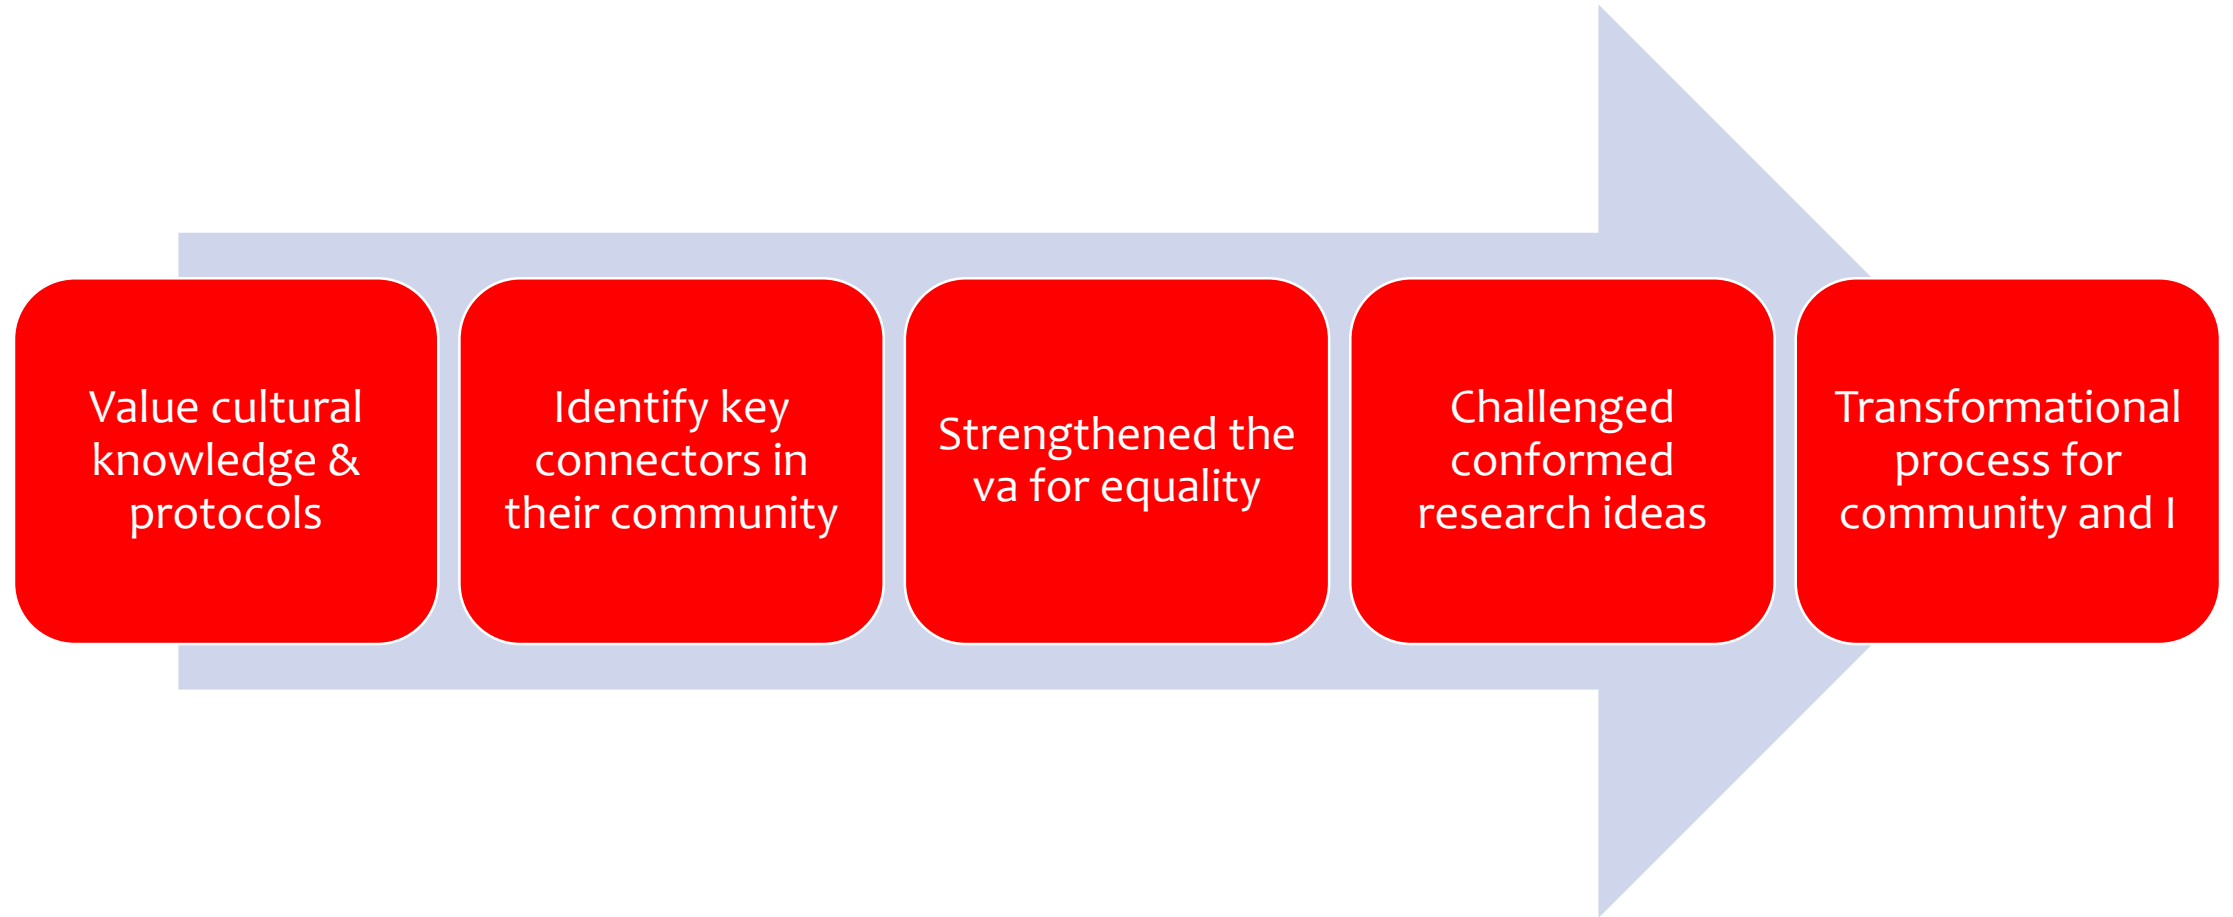 Value cultural
knowledge &
protocols
Identify key
connectors in
their community
Strengthened the
va for equality
Challenged
conformed
research ideas
Transformational
process for
community and I